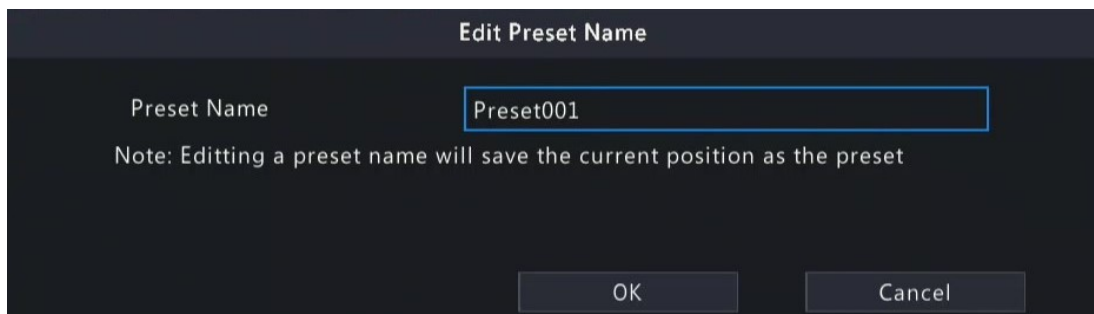 Edit Preset Name
Preset Name Preset001
Note: Editting a preset name will save the current position as the preset
OK Cancel